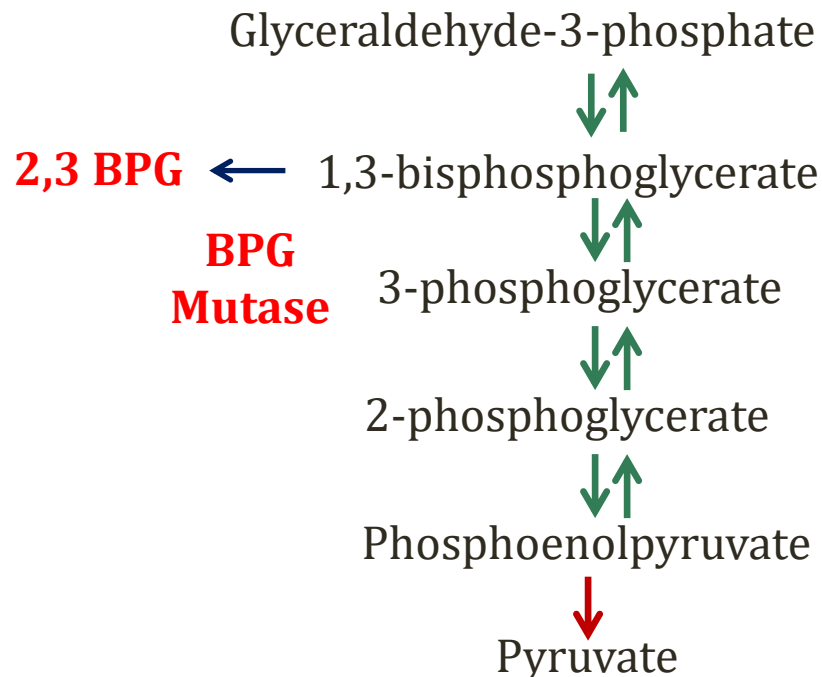 Glyceraldehyde-3-phosphate
2,3 BPG
1,3-bisphosphoglycerate
BPG
Mutase
3-phosphoglycerate
2-phosphoglycerate
Phosphoenolpyruvate
Pyruvate